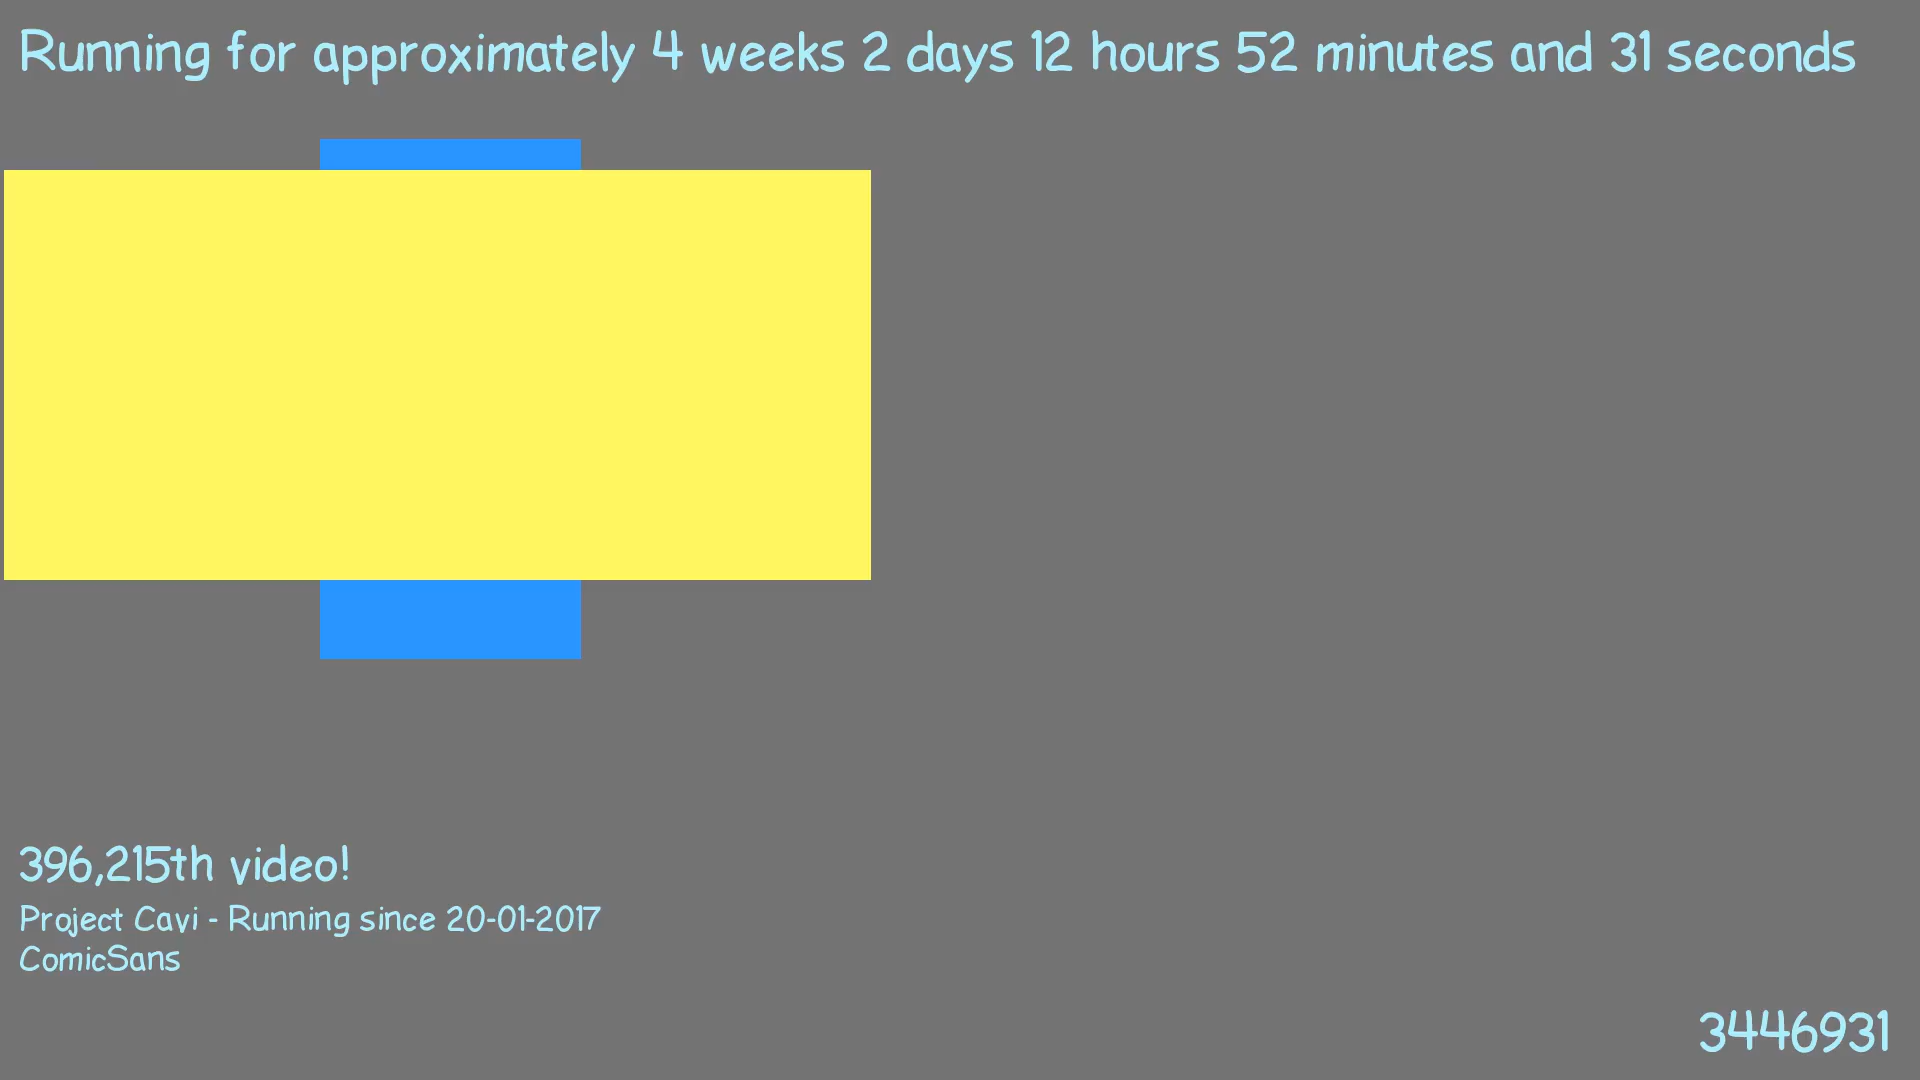 Running for approximately 4 weeks 2 days 12 hours 52 minutes and 31 seconds
396,215th video!
Project Cavi - Running since 20-01-2017
ComicSans
3446931